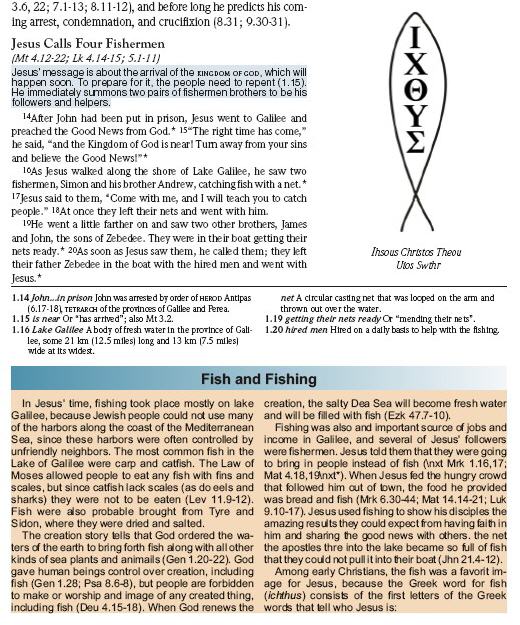 3.6, 22; 7.1-13; 8.11-12), and before long he predicts his com-
ing arrest, condemnation, and crucifixion (8.31; 9.30-31).
Jesus Calls Four Fishermen
(Mt 4.12-22; Lk 4.14-15; 5.1-11)
Jesus' message is about the arrival of the KINGDOM OF GOD, which will
happen soon. To prepare for it, the people need to repent (1.15).
He immediately summons two pairs of fishermen brothers to be his
followers and helpers.
14After John had been put in prison, Jesus went to Galilee and
preached the Good News from God.* 15"The right time has come,"
he said, "and the Kingdom of God is near! Turn away from your sins
and believe the Good News!"*
16As Jesus walked along the shore of Lake Galilee, he saw two
fishermen, Simon and his brother Andrew, catching fish with a net.*
17Jesus said to them, "Come with me, and I will teach you to catch
people." 18At once they left their nets and went with him.
19He went a little farther on and saw two other brothers, James
and John, the sons of Zebedee. They were in their boat getting their
nets ready.* 20As soon as Jesus saw them, he called them; they left
their father Zebedee in the boat with the hired men and went with
Jesus.*
Ι
Χ
Θ
Υ
Σ
Ihsous Christos Theou
Uios Swthr
1.14 John...in prison John was arrested by order of HEROD Antipas
(6.17-18), TETRARCH of the provinces of Galilee and Perea.
1.15 is near Or "has arrived"; also Mt 3.2.
1.16 Lake Galilee A body of fresh water in the province of Gali-
lee, some 21 km (12.5 miles) long and 13 km (7.5 miles)
wide at its widest.
net A circular casting net that was looped on the arm and
thrown out over the water.
1.19 getting their nets ready Or "mending their nets".
1.20 hired men Hired on a daily basis to help with the fishing.
Fish and Fishing
In Jesus' time, fishing took place mostly on lake
Galilee, because Jewish people could not use many
of the harbors along the coast of the Mediterranean
Sea, since these harbors were often controlled by
unfriendly neighbors. The most common fish in the
Lake of Galilee were carp and catfish. The Law of
Moses allowed people to eat any fish with fins and
scales, but since catfish lack scales (as do eels and
sharks) they were not to be eaten (Lev 11.9-12).
Fish were also probably brought from Tyre and
Sidon, where they were dried and salted.
The creation story tells that God ordered the wa-
ters of the earth to bring forth fish along with all other
kinds of sea plants and animals (Gen 1.20-22). God
gave human beings control over creation, including
fish (Gen 1.28; Psa 8.6-8), but people are forbidden
to make or worship and image of any created thing,
including fish (Deu 4.15-18). When God renews the
creation, the salty Dea Sea will become fresh water
and will be filled with fish (Ezk 47.7-10).
Fishing was also and important source of jobs and
income in Galilee, and several of Jesus' followers
were fishermen. Jesus told them that they were going
to bring in people instead of fish (\nxt Mrk 1.16,17;
Mat 4.18,19\nxt*). When Jesus fed the hungry crowd
that followed him out of town, the food he provided
was bread and fish (Mrk 6.30-44; Mat 14.14-21; Luk
9.10-17). Jesus used fishing to show his disciples the
amazing results they could expect from having faith in
him and sharing the good news with others. the net
the apostles thre into the lake became so full of fish
that they could not pull it into their boat (Jhn 21.4-12).
Among early Christians, the fish was a favorit im-
age for Jesus, because the Greek word for fish
(ichthus) consists of the first letters of the Greek
words that tell who Jesus is: